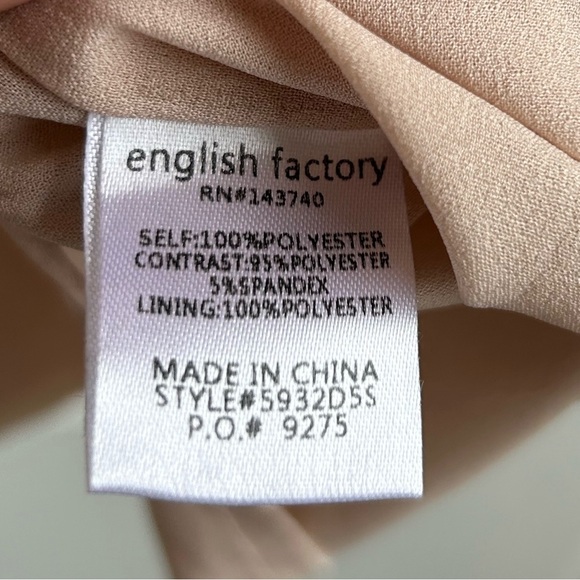 english factory
RN#143740
SELF:100%POLYESTER
CONTRAST:95%POLYESTER
5%SPANDEX
LINING:100%POLYESTER
MADE IN CHINA
STYLE#5932D5S
P.O.# 9275